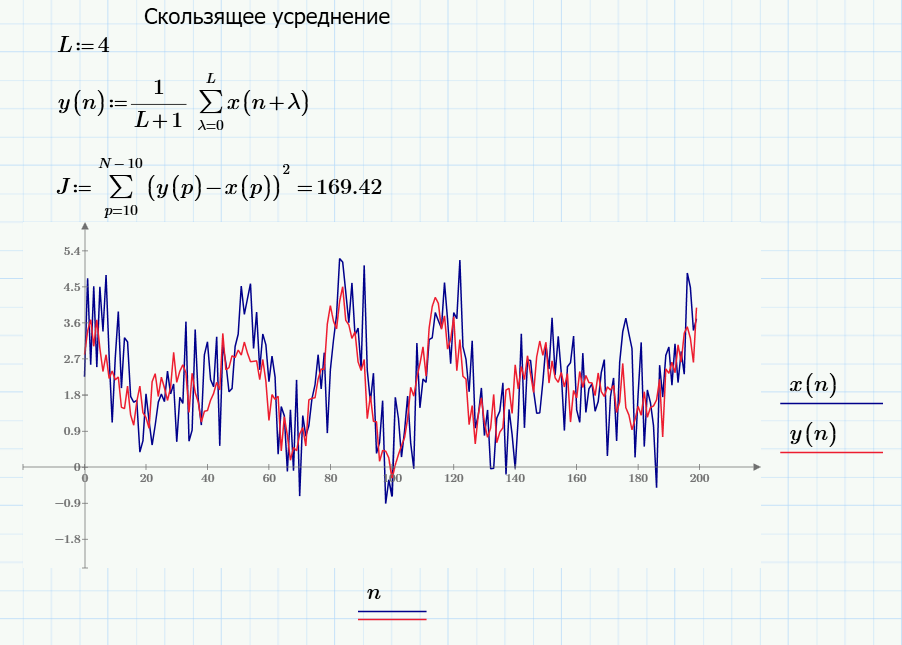 Скользящее усреднение
L:=4
y(n):= 1/(L+1) ∑_{λ=0}^{L} x(n+λ)
J:= ∑_{p=10}^{N−10} (y(p)−x(p))^2 =169.42
5.4
4.5
3.6
2.7
1.8
0.9
0
−0.9
−1.8
0 20 40 60 80 100 120 140 160 180 200
x(n)
y(n)
n